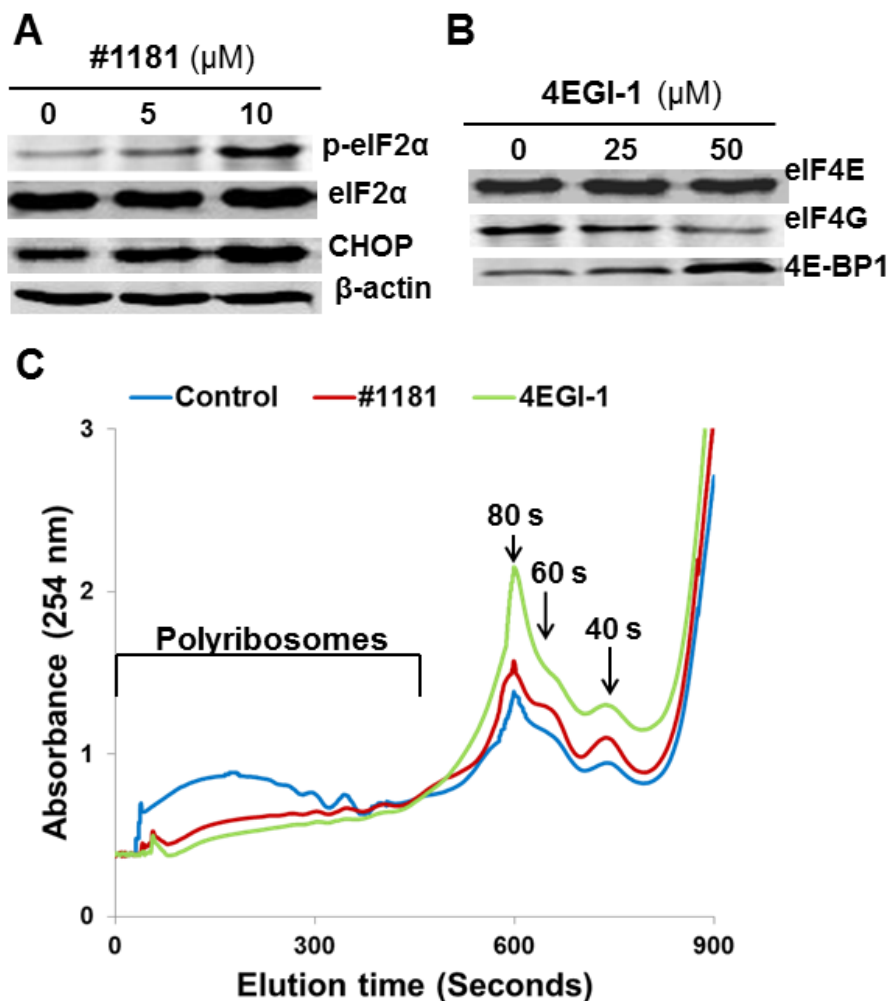 A
#1181 (µM)
0 5 10
p-eIF2α
eIF2α
CHOP
β-actin
B
4EGI-1 (µM)
0 25 50
eIF4E
eIF4G
4E-BP1
C
Control #1181 4EGI-1
3
2
1
0
Absorbance (254 nm)
Polyribosomes
80 s
60 s
40 s
0 300 600 900
Elution time (Seconds)